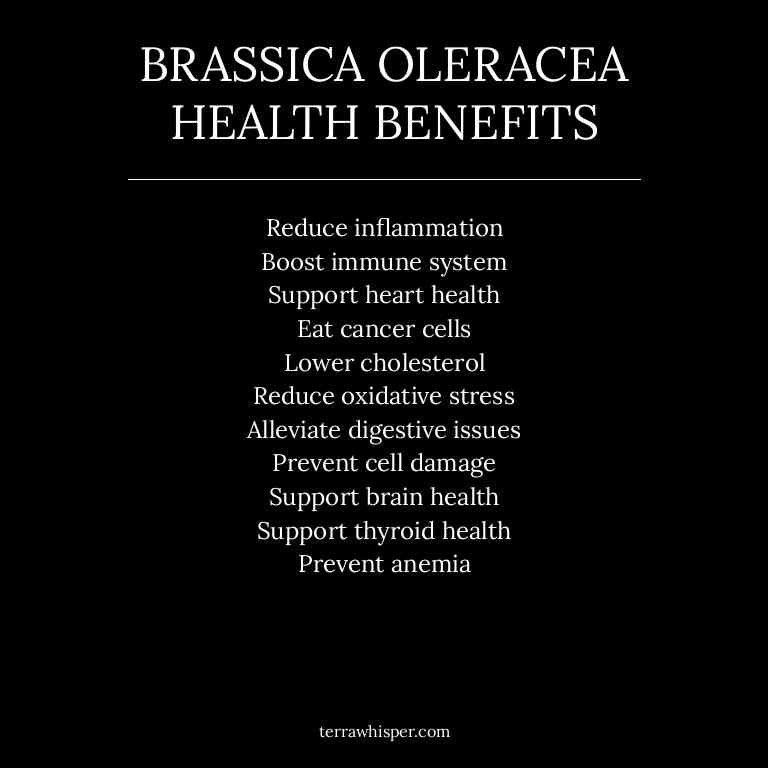 BRASSICA OLERACEA
HEALTH BENEFITS
Reduce inflammation
Boost immune system
Support heart health
Eat cancer cells
Lower cholesterol
Reduce oxidative stress
Alleviate digestive issues
Prevent cell damage
Support brain health
Support thyroid health
Prevent anemia
terrawhisper.com